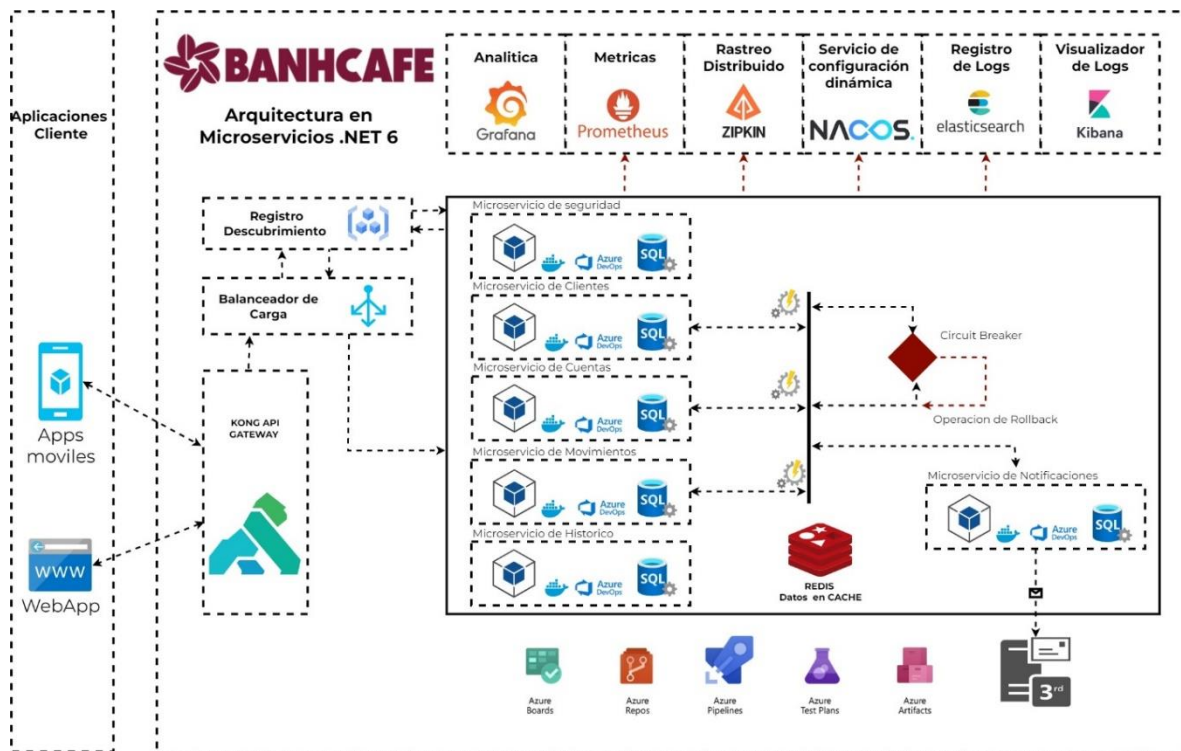 Aplicaciones
Cliente
Apps
moviles
WWW
WebApp
BANHCAFE
Arquitectura en
Microservicios .NET 6
Analitica
Grafana
Metricas
Prometheus
Rastreo
Distribuido
ZIPKIN
Servicio de
configuración
dinámica
NACOS.
Registro
de Logs
elasticsearch
Visualizador
de Logs
Kibana
Registro
Descubrimiento
Balanceador de
Carga
KONG API
GATEWAY
Microservicio de seguridad
Azure
DevOps
SQL
Microservicio de Clientes
Azure
DevOps
SQL
Microservicio de Cuentas
Azure
DevOps
SQL
Microservicio de Movimientos
Azure
DevOps
SQL
Microservicio de Historico
Azure
DevOps
SQL
Circuit Breaker
Operacion de Rollback
Microservicio de Notificaciones
Azure
DevOps
SQL
REDIS
Datos en CACHE
Azure
Boards
Azure
Repos
Azure
Pipelines
Azure
Test Plans
Azure
Artifacts
3rd